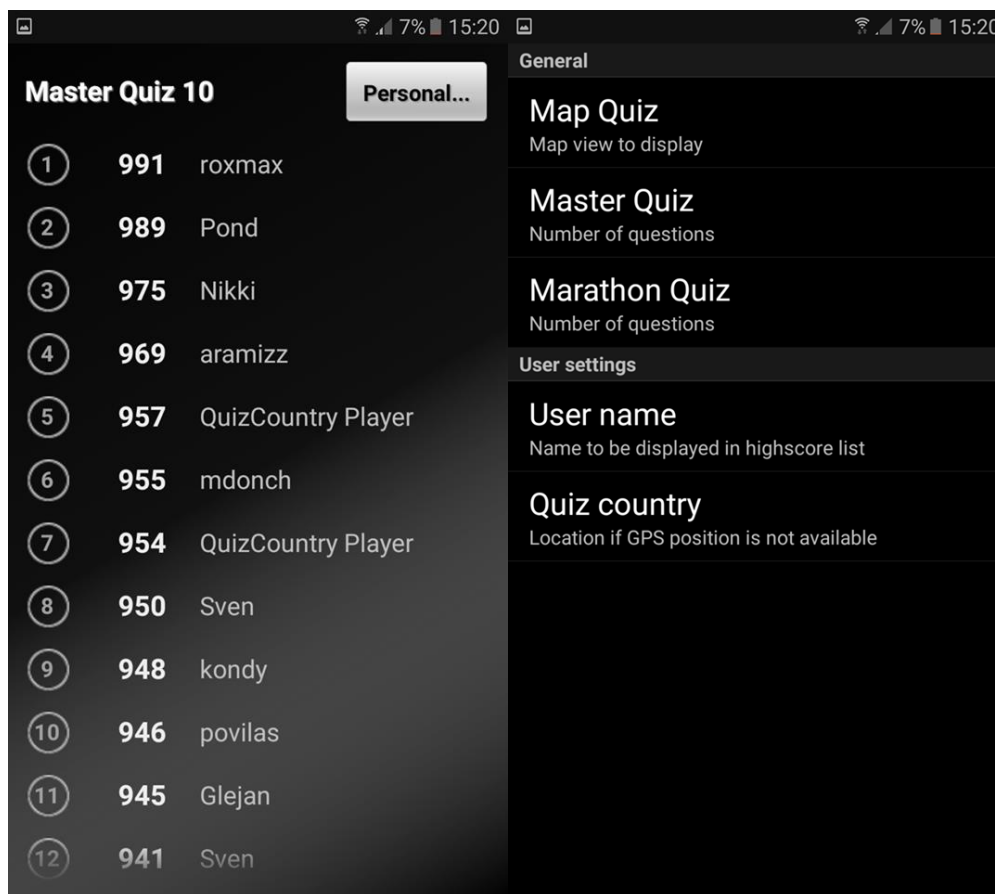 7% 15:20
Master Quiz 10
Personal...
1 991 roxmax
2 989 Pond
3 975 Nikki
4 969 aramizz
5 957 QuizCountry Player
6 955 mdonch
7 954 QuizCountry Player
8 950 Sven
9 948 kondy
10 946 povilas
11 945 Glejan
12 941 Sven
7% 15:20
General
Map Quiz
Map view to display
Master Quiz
Number of questions
Marathon Quiz
Number of questions
User settings
User name
Name to be displayed in highscore list
Quiz country
Location if GPS position is not available